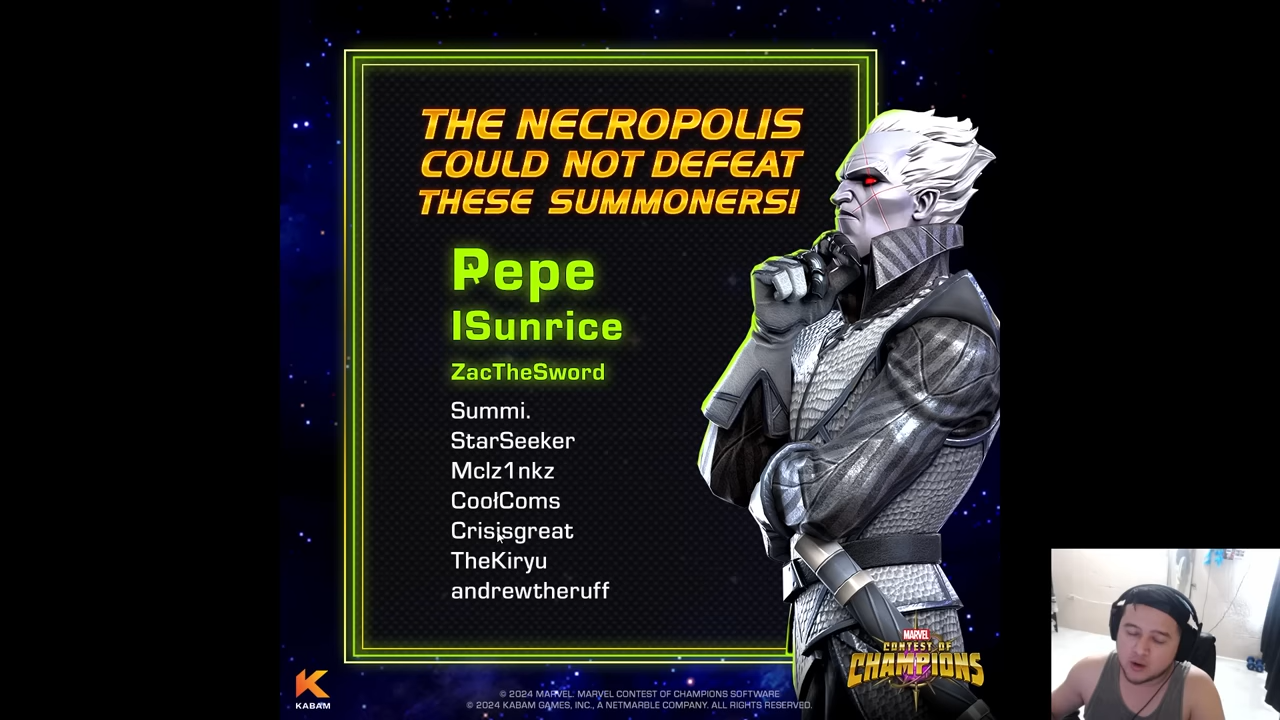 THE NECROPOLIS
COULD NOT DEFEAT
THESE SUMMONERS!
Pepe
ISunrice
ZacTheSword
Summi.
StarSeeker
Mclz1nkz
CoolComs
Crisisgreat
TheKiryu
andrewtheruff
MARVEL
CONTEST OF
CHAMPIONS
KABAM
© 2024 MARVEL. MARVEL CONTEST OF CHAMPIONS SOFTWARE
© 2024 KABAM GAMES, INC., A NETMARBLE COMPANY. ALL RIGHTS RESERVED.